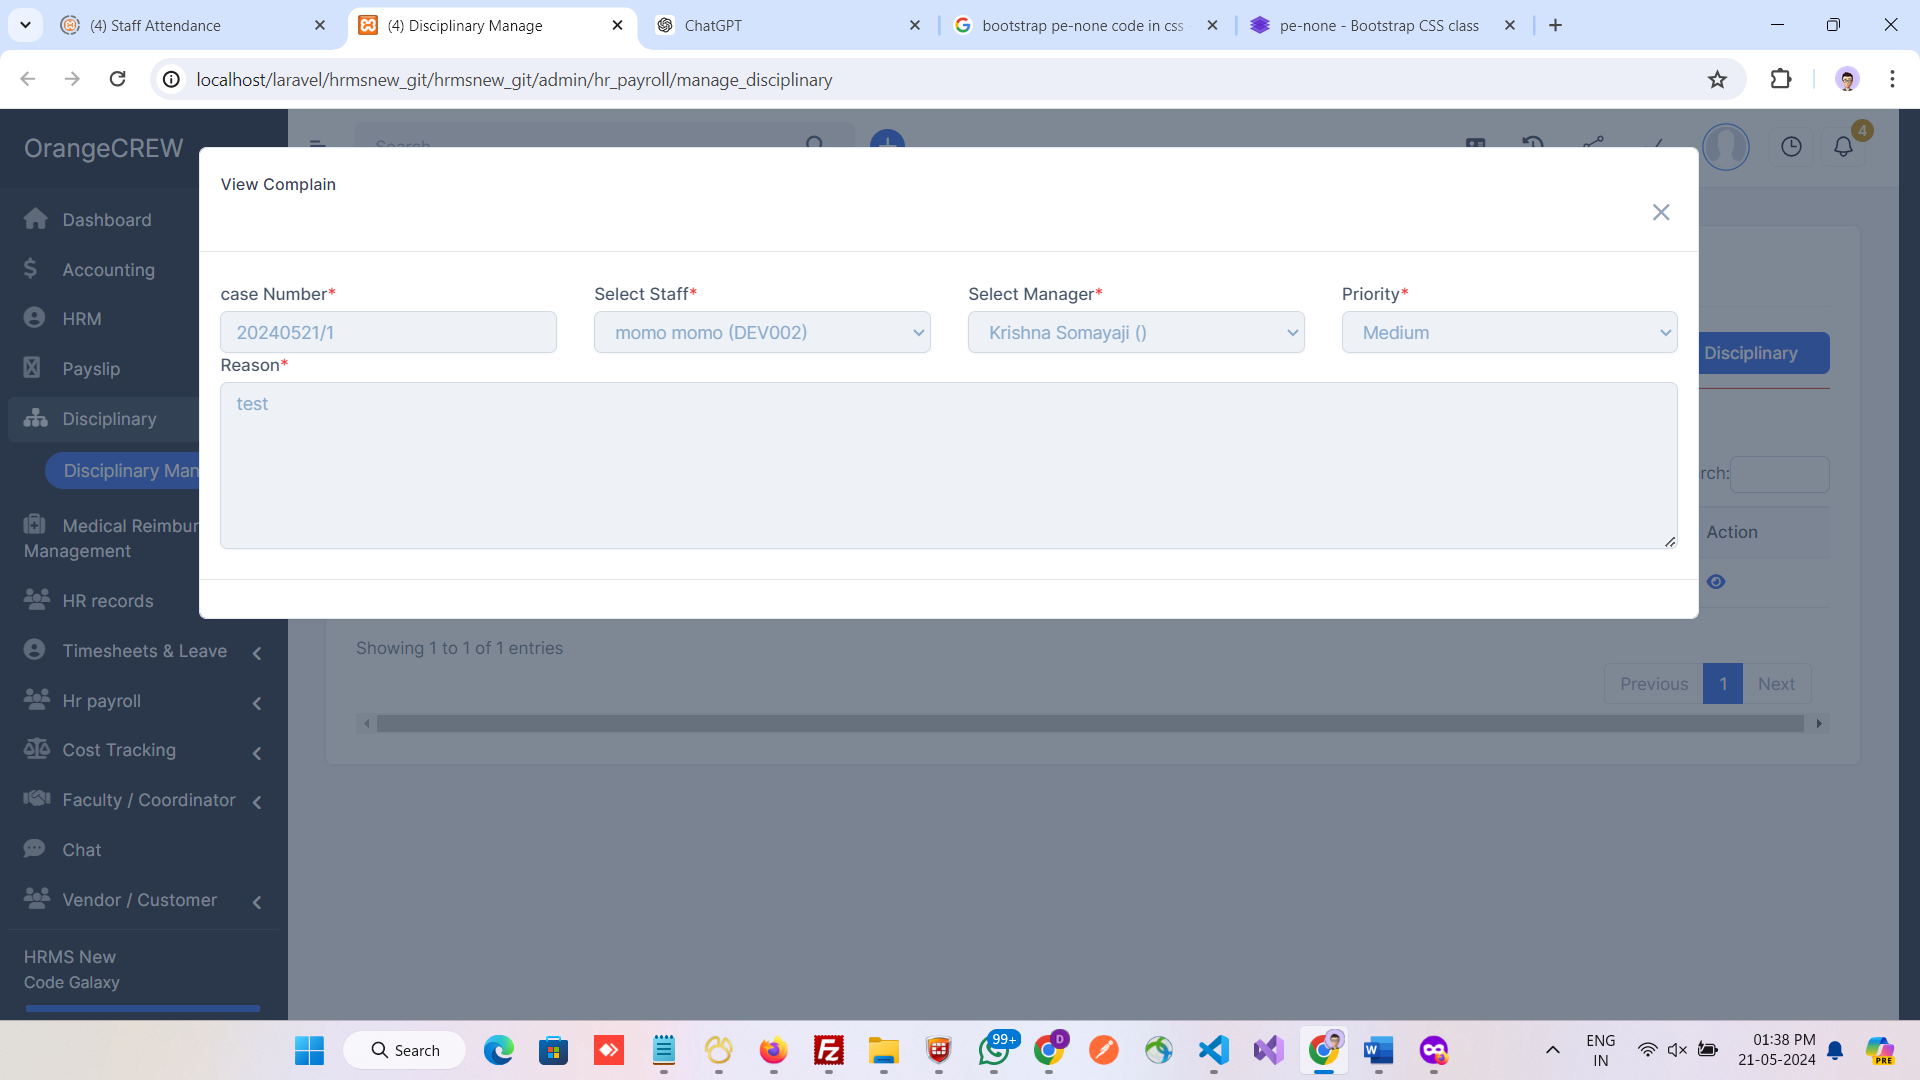 (4) Staff Attendance
(4) Disciplinary Manage
ChatGPT
bootstrap pe-none code in css
pe-none - Bootstrap CSS class
localhost/laravel/hrmsnew_git/hrmsnew_git/admin/hr_payroll/manage_disciplinary
OrangeCREW
Search
4
View Complain
Dashboard
Accounting
HRM
Payslip
Disciplinary
Disciplinary Man
Medical Reimbur
Management
HR records
Timesheets & Leave
Hr payroll
Cost Tracking
Faculty / Coordinator
Chat
Vendor / Customer
HRMS New
Code Galaxy
case Number*
Select Staff*
Select Manager*
Priority*
20240521/1
momo momo (DEV002)
Krishna Somayaji ()
Medium
Reason*
test
Disciplinary
rch:
Action
Showing 1 to 1 of 1 entries
Previous 1 Next
Search
99+
D
ENG
IN
01:38 PM
21-05-2024
PRE